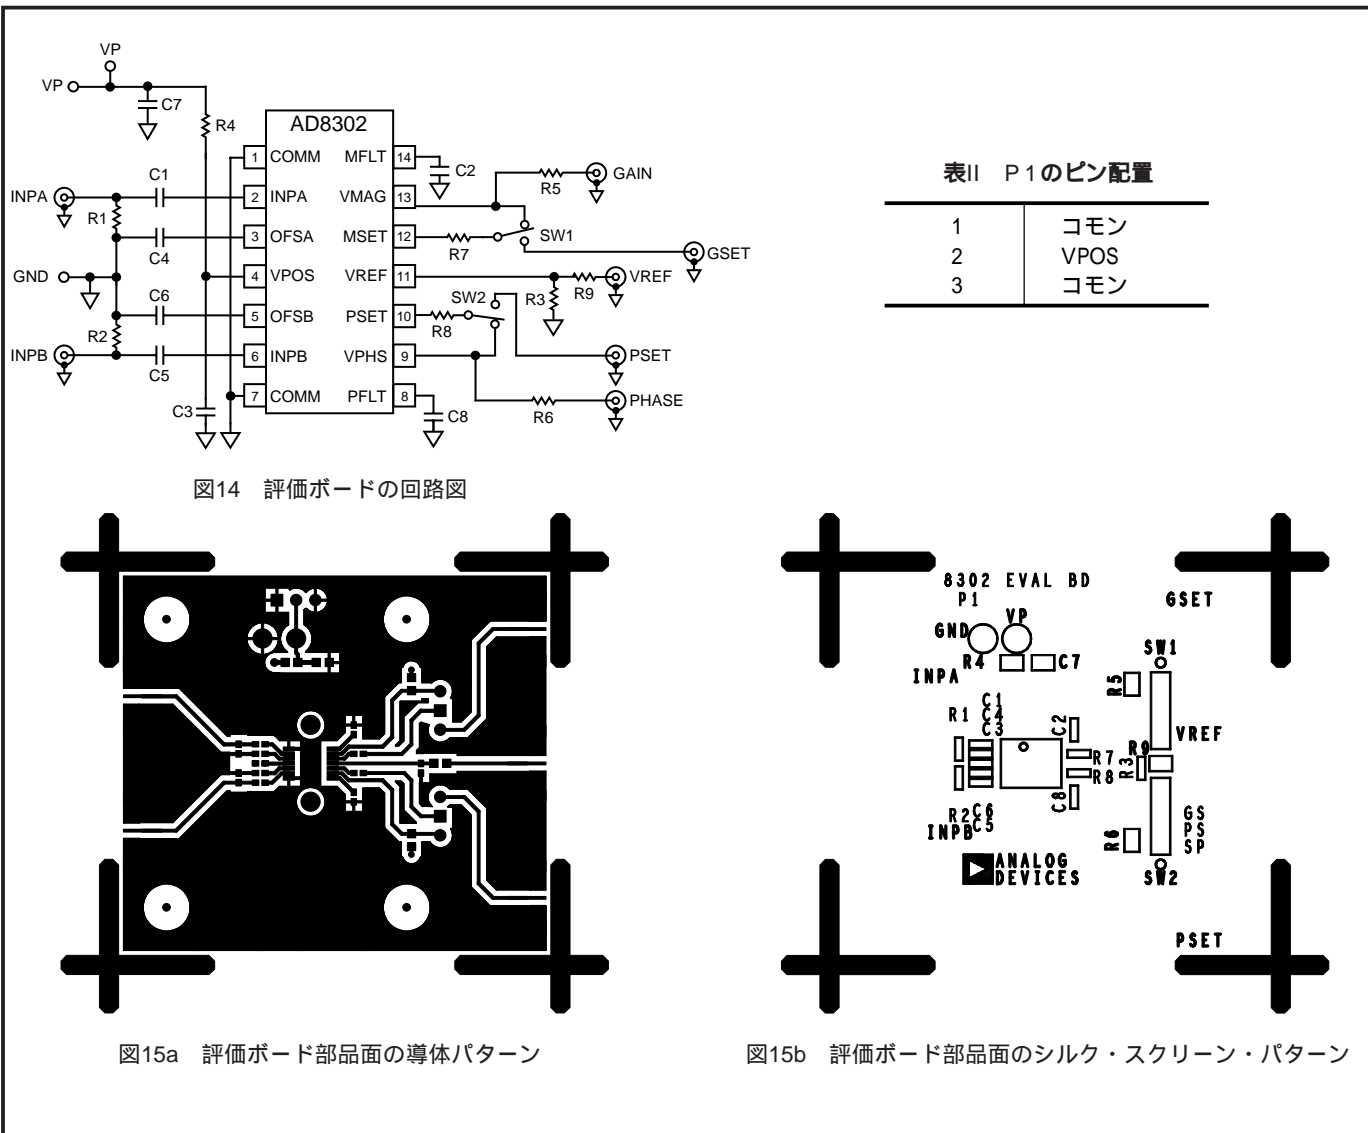 VP
VP
C7
R4
AD8302
1 COMM MFLT 14
C2
GAIN
R5
C1
INPA
2 INPA VMAG 13
R1
3 OFSA MSET 12
SW1
R7
C4
GSET
GND
4 VPOS VREF 11
VREF
R9
R3
C6
SW2
5 OFSB PSET 10
R8
R2
INPB
6 INPB VPHS 9
PSET
C5
7 COMM PFLT 8
PHASE
R6
C3
C8
図14 評価ボードの回路図
表II P1のピン配置
1 コモン
2 VPOS
3 コモン
8302 EVAL BD
P1
GSET
VP
GND
SW1
R4
C7
INPA
R5
C1
R1 C4
C3
C2
VREF
R9
R7
R3
R8
C8
C6
R2
C5
INPB
GS
PS
SP
R6
ANALOG
DEVICES
SW2
PSET
図15a 評価ボード部品面の導体パターン
図15b 評価ボード部品面のシルク・スクリーン・パターン